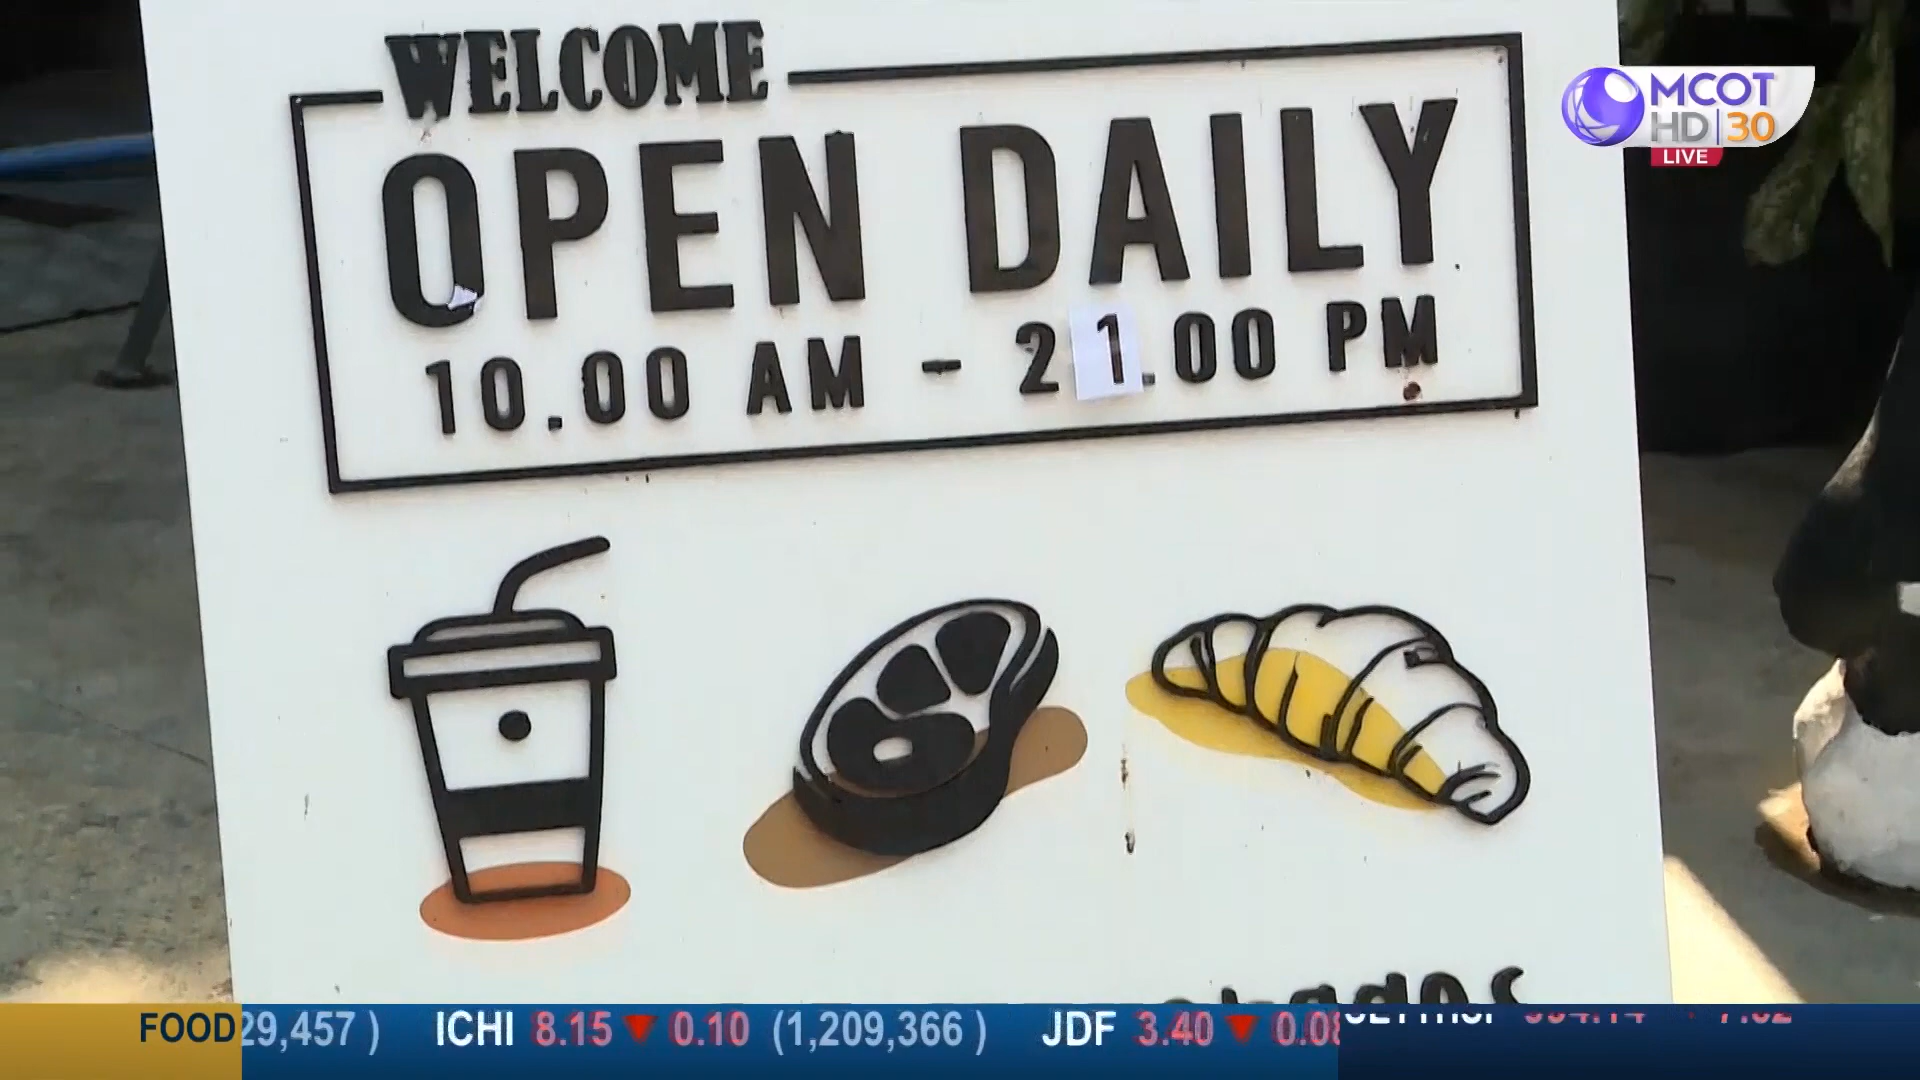 WELCOME
OPEN DAILY
10.00 AM - 21.00 PM
MCOT
HD|30
LIVE
FOOD 29,457 ) ICHI 8.15 ▼ 0.10 (1,209,366 ) JDF 3.40 ▼